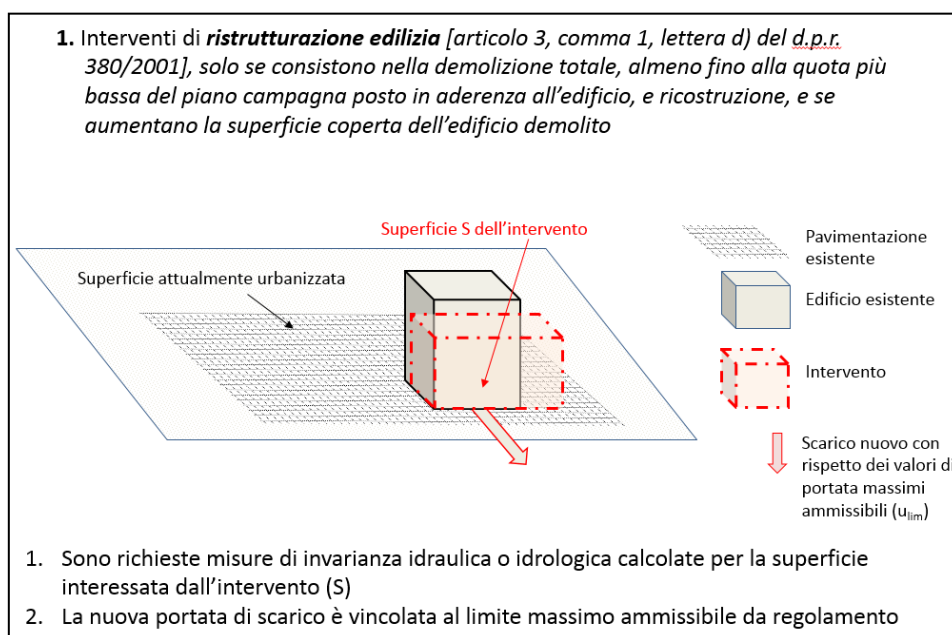 1. Interventi di ristrutturazione edilizia [articolo 3, comma 1, lettera d) del d.p.r.
380/2001], solo se consistono nella demolizione totale, almeno fino alla quota più
bassa del piano campagna posto in aderenza all'edificio, e ricostruzione, e se
aumentano la superficie coperta dell'edificio demolito
Superficie S dell'intervento
Superficie attualmente urbanizzata
Pavimentazione
esistente
Edificio esistente
Intervento
Scarico nuovo con
rispetto dei valori di
portata massimi
ammissibili (ulim)
1. Sono richieste misure di invarianza idraulica o idrologica calcolate per la superficie
interessata dall'intervento (S)
2. La nuova portata di scarico è vincolata al limite massimo ammissibile da regolamento